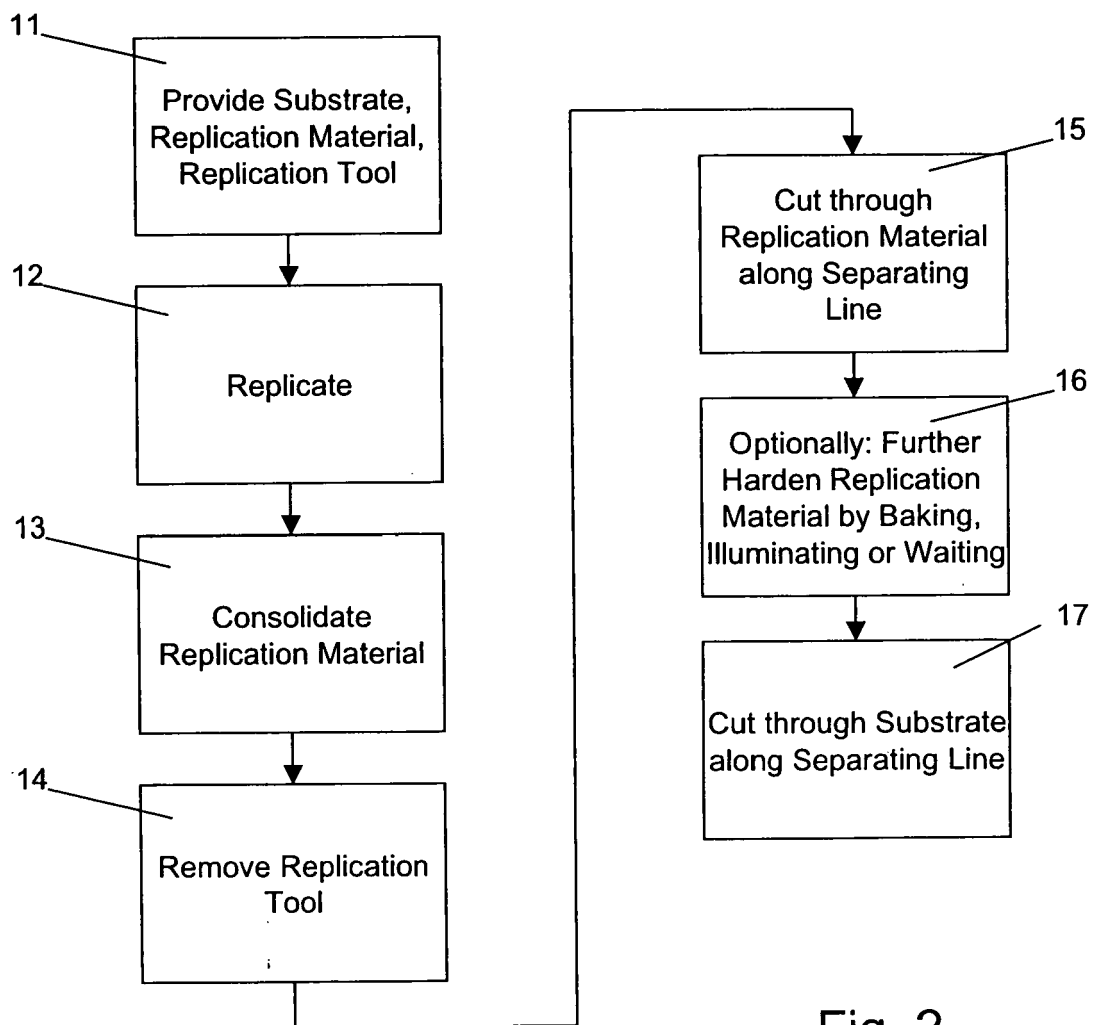 11
Provide Substrate,
Replication Material,
Replication Tool
12
Replicate
13
Consolidate
Replication Material
14
Remove Replication
Tool
15
Cut through
Replication Material
along Separating
Line
16
Optionally: Further
Harden Replication
Material by Baking,
Illuminating or Waiting
17
Cut through Substrate
along Separating Line
Fig.